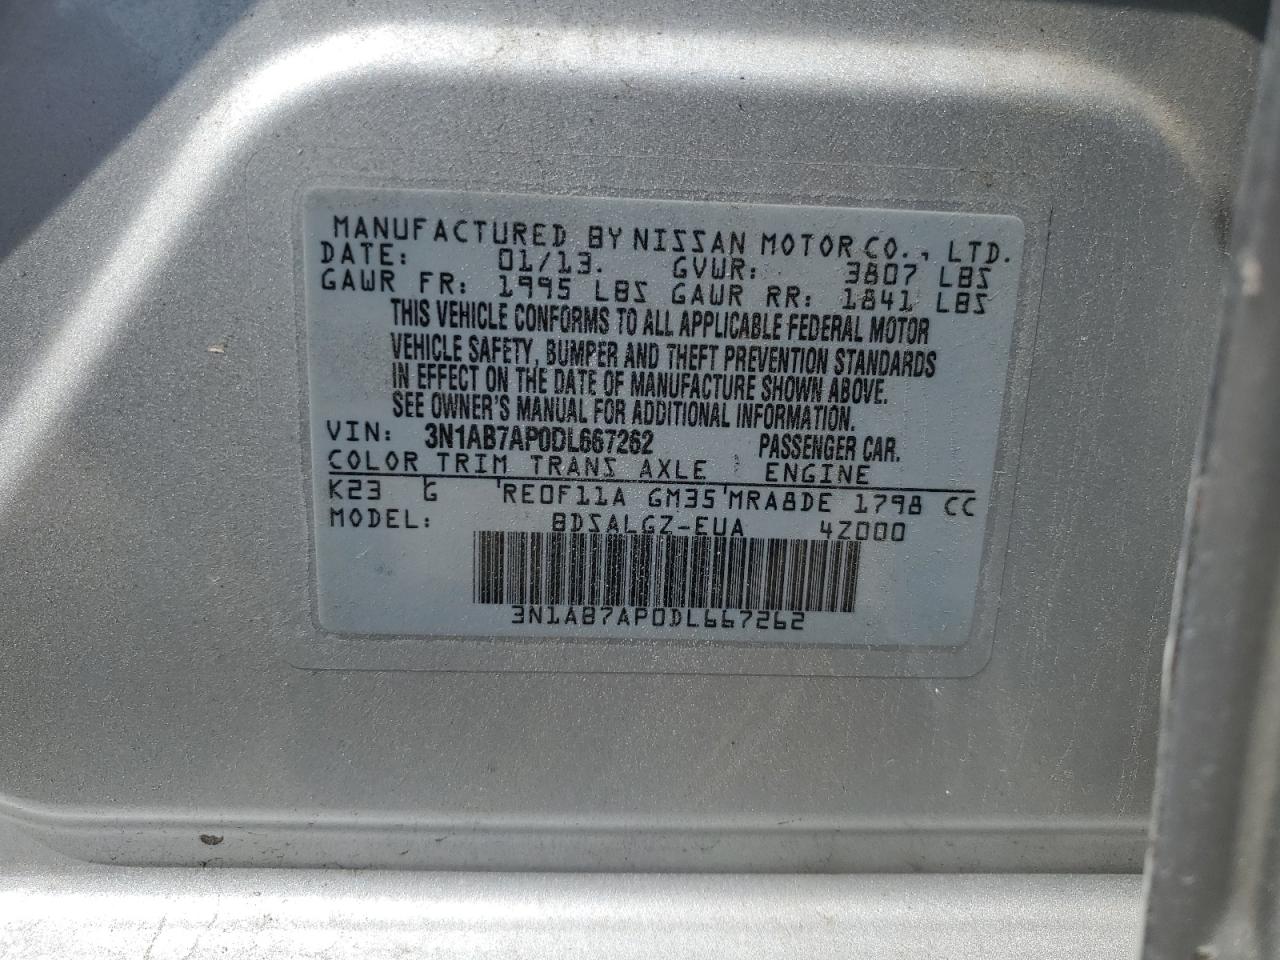 MANUFACTURED BY NISSAN MOTOR CO., LTD.
DATE: 01/13. GVWR: 3807 LBS
GAWR FR: 1995 LBS GAWR RR: 1841 LBS
THIS VEHICLE CONFORMS TO ALL APPLICABLE FEDERAL MOTOR
VEHICLE SAFETY, BUMPER AND THEFT PREVENTION STANDARDS
IN EFFECT ON THE DATE OF MANUFACTURE SHOWN ABOVE.
SEE OWNER'S MANUAL FOR ADDITIONAL INFORMATION.
VIN: 3N1AB7AP0DL667262 PASSENGER CAR.
COLOR TRIM TRANS AXLE ENGINE
K23 G RE0F11A GM35 MRA8DE 1798 CC
MODEL: BDSALGZ-EUA 4Z000
3N1AB7AP0DL667262